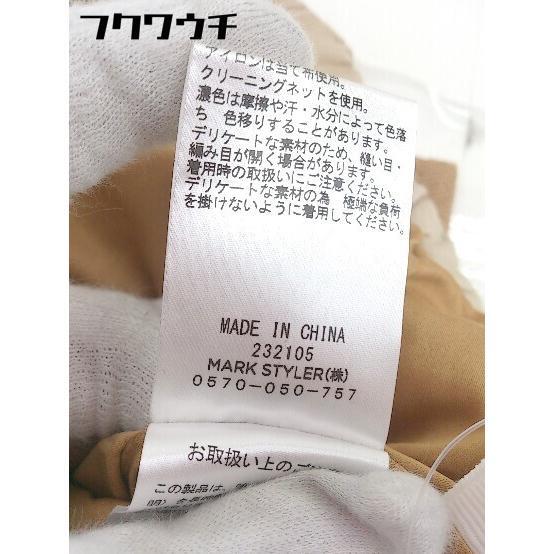 フクワウチ
アイロンは当て布使用。
クリーニングネットを使用。
濃色は摩擦や汗・水分によって色落
ち 色移りすることがあります。
デリケートな素材のため、縫い目・
編み目が開く場合があります。
着用時の取扱いにご注意ください。
デリケートな素材の為 極端な負荷
を掛けないように着用してください。
MADE IN CHINA
232105
MARK STYLER(株)
0570-050-757
お取扱い上のご
この製品は、